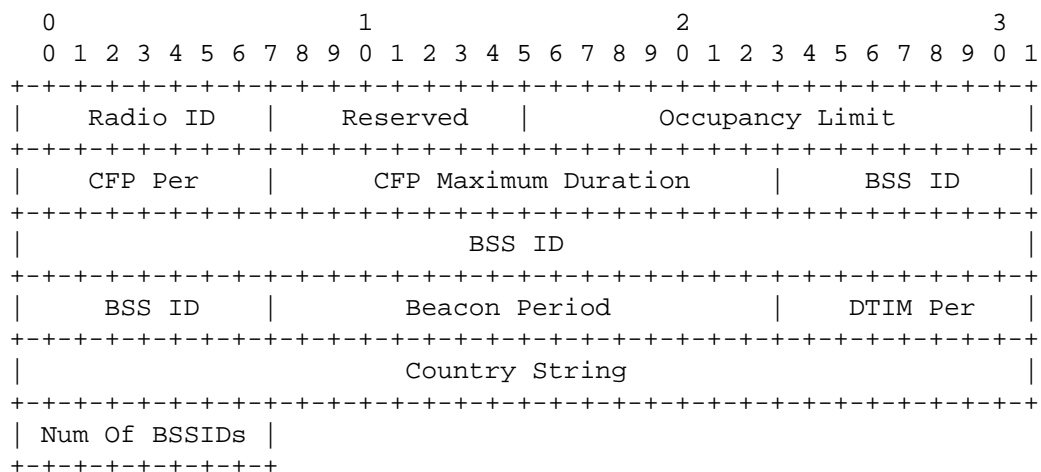 0                   1                   2                   3
 0 1 2 3 4 5 6 7 8 9 0 1 2 3 4 5 6 7 8 9 0 1 2 3 4 5 6 7 8 9 0 1
+-+-+-+-+-+-+-+-+-+-+-+-+-+-+-+-+-+-+-+-+-+-+-+-+-+-+-+-+-+-+-+-+
|    Radio ID   |    Reserved   |        Occupancy Limit        |
+-+-+-+-+-+-+-+-+-+-+-+-+-+-+-+-+-+-+-+-+-+-+-+-+-+-+-+-+-+-+-+-+
|    CFP Per    |      CFP Maximum Duration     |     BSS ID    |
+-+-+-+-+-+-+-+-+-+-+-+-+-+-+-+-+-+-+-+-+-+-+-+-+-+-+-+-+-+-+-+-+
|                            BSS ID                             |
+-+-+-+-+-+-+-+-+-+-+-+-+-+-+-+-+-+-+-+-+-+-+-+-+-+-+-+-+-+-+-+-+
|     BSS ID    |        Beacon Period          |    DTIM Per   |
+-+-+-+-+-+-+-+-+-+-+-+-+-+-+-+-+-+-+-+-+-+-+-+-+-+-+-+-+-+-+-+-+
|                        Country String                         |
+-+-+-+-+-+-+-+-+-+-+-+-+-+-+-+-+-+-+-+-+-+-+-+-+-+-+-+-+-+-+-+-+
| Num Of BSSIDs |
+-+-+-+-+-+-+-+-+